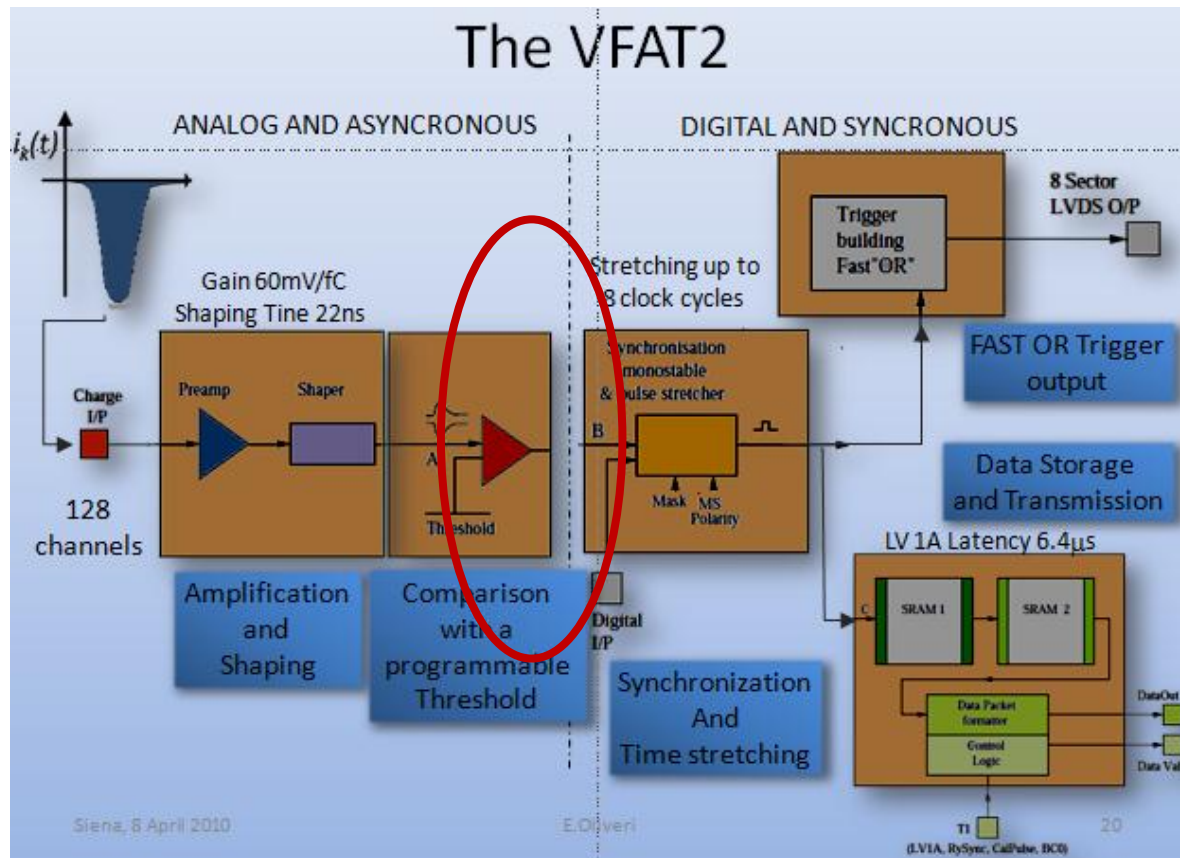 The VFAT2
ANALOG AND ASYNCRONOUS
DIGITAL AND SYNCRONOUS
i_R(t)
Gain 60mV/fC
Shaping Tine 22ns
Stretching up to
8 clock cycles
8 Sector
LVDS O/P
Trigger
building
Fast"OR"
FAST OR Trigger
output
Charge
I/P
128
channels
Preamp
Shaper
A
Threshold
Synchronisation
monostable
& pulse stretcher
B
Mask
MS
Polarity
Digital
I/P
Data Storage
and Transmission
LV 1A Latency 6.4µs
C
SRAM 1
SRAM 2
Data Packet
formatter
Control
Logic
DataOut
Data Val
T1
(LV1A, RySync, CalPulse, BC0)
Amplification
and
Shaping
Comparison
with a
programmable
Threshold
Synchronization
And
Time stretching
Siena, 8 April 2010
E.Oliveri
20